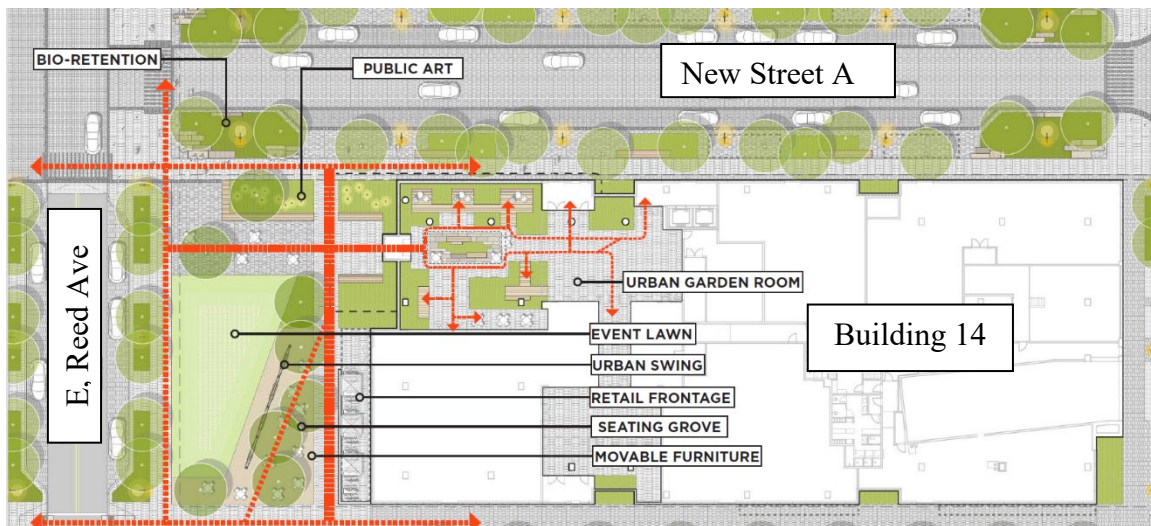 BIO-RETENTION
PUBLIC ART
New Street A
E, Reed Ave
URBAN GARDEN ROOM
Building 14
EVENT LAWN
URBAN SWING
RETAIL FRONTAGE
SEATING GROVE
MOVABLE FURNITURE